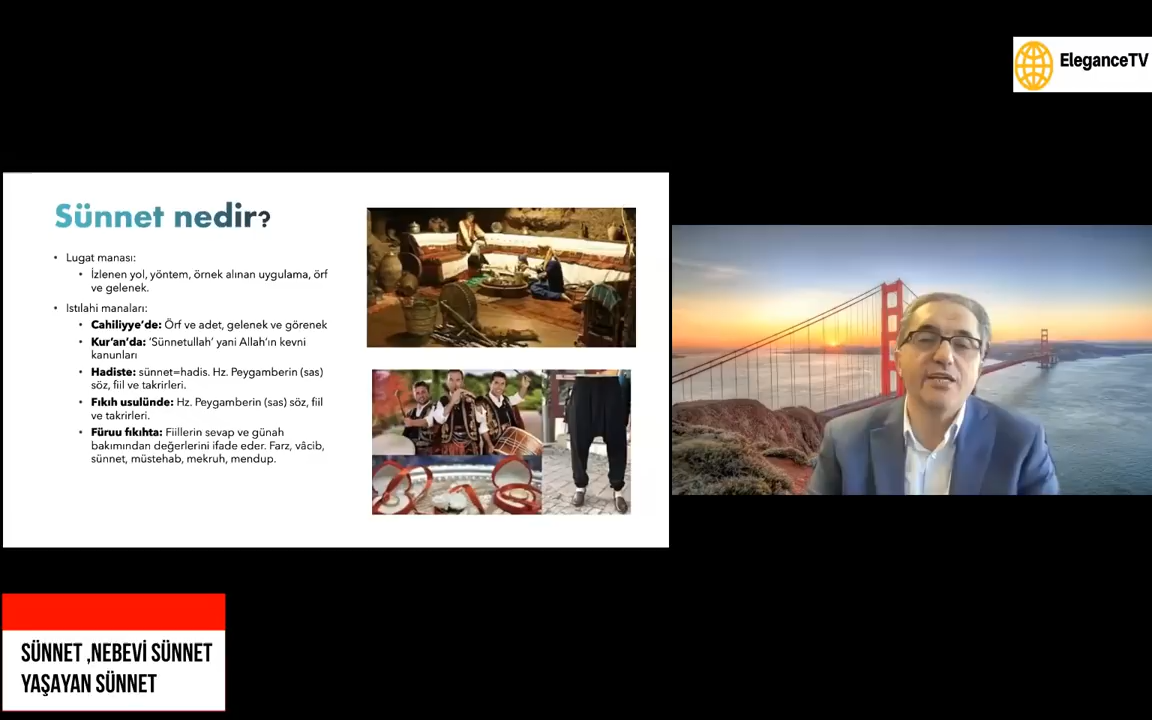 EleganceTV
Sünnet nedir?
• Lugat manası:
• İzlenen yol, yöntem, örnek alınan uygulama, örf
ve gelenek.
• Istılahi manaları:
• Cahiliyye’de: Örf ve adet, gelenek ve görenek
• Kur’an’da: ‘Sünnetullah’ yani Allah’ın kevni
kanunları
• Hadiste: sünnet=hadis. Hz. Peygamberin (sas)
söz, fiil ve takrirleri.
• Fıkıh usulünde: Hz. Peygamberin (sas) söz, fiil
ve takrirleri.
• Füruu fıkıhta: Fiillerin sevap ve günah
bakımından değerlerini ifade eder. Farz, vâcib,
sünnet, müstehab, mekruh, mendup.
SÜNNET ,NEBEVİ SÜNNET
YAŞAYAN SÜNNET